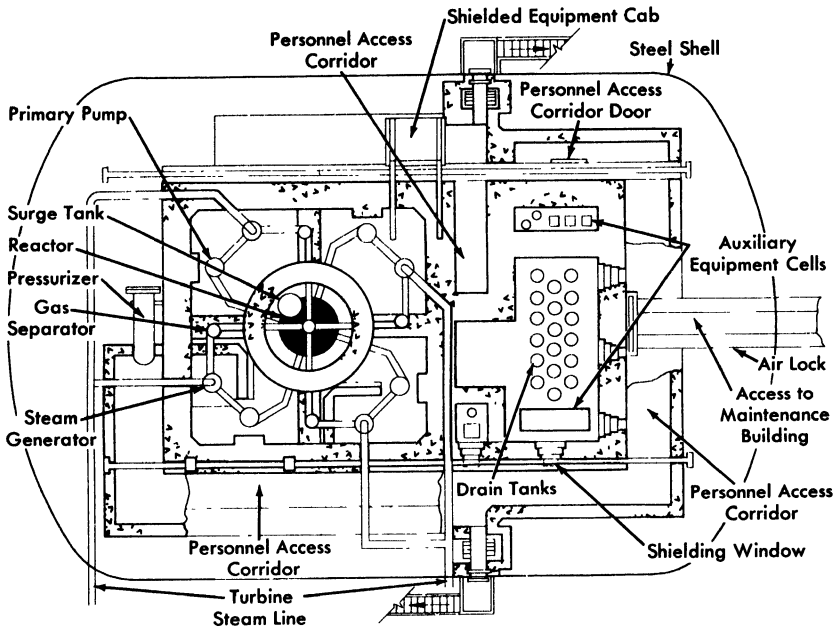 Shielded Equipment Cab
Personnel Access
Corridor
Steel Shell
Personnel Access
Corridor Door
Primary Pump
Surge Tank
Reactor
Pressurizer
Gas
Separator
Auxiliary
Equipment Cells
Air Lock
Access to
Maintenance
Building
Steam
Generator
Drain Tanks
Personnel Access
Corridor
Shielding Window
Personnel Access
Corridor
Turbine
Steam Line